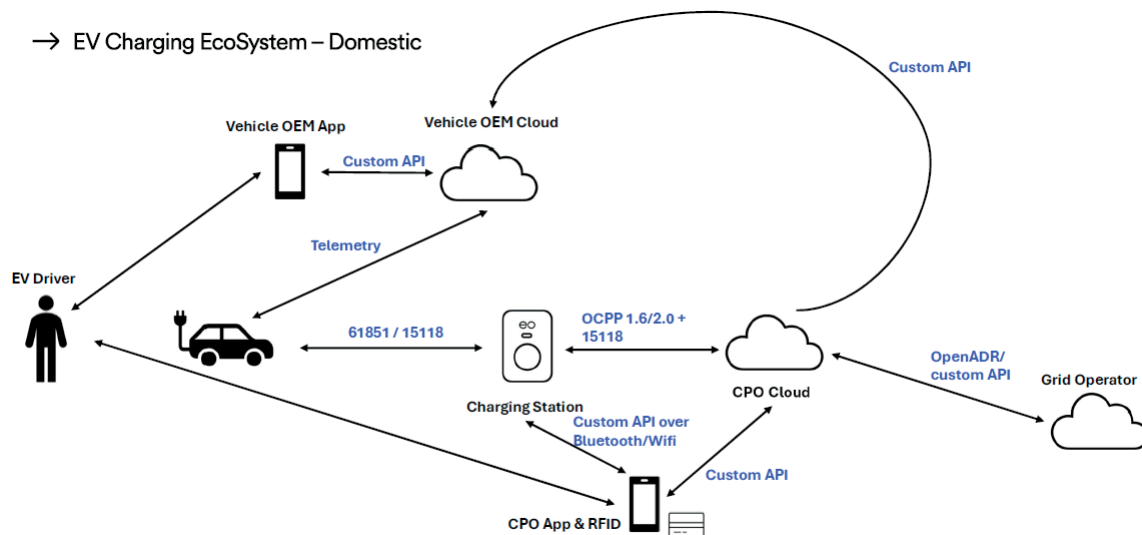 → EV Charging EcoSystem – Domestic
Custom API
Vehicle OEM App
Vehicle OEM Cloud
Custom API
Telemetry
EV Driver
61851 / 15118
eo
OCPP 1.6/2.0 +
15118
OpenADR/
custom API
Grid Operator
CPO Cloud
Charging Station
Custom API over
Bluetooth/Wifi
Custom API
CPO App & RFID